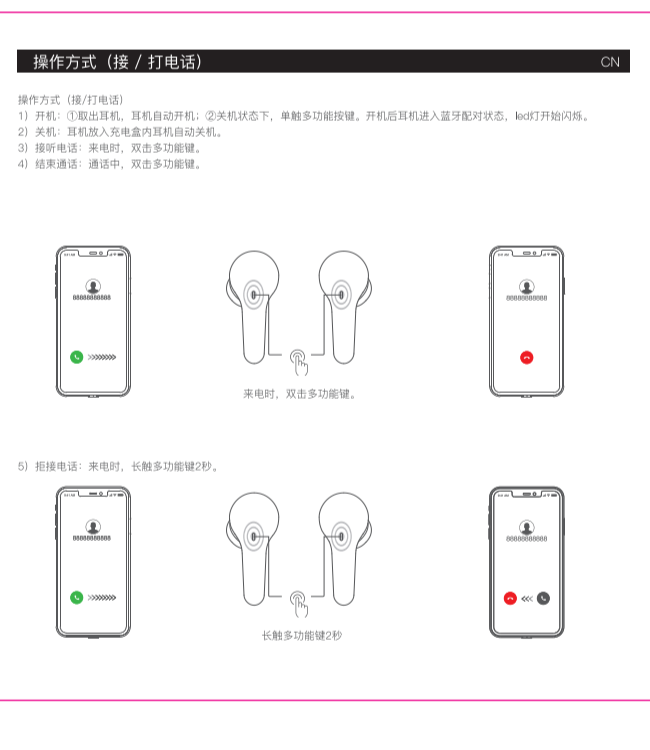 操作方式（接 / 打电话）
CN
操作方式（接/打电话）
1）开机：①取出耳机，耳机自动开机；②关机状态下，单触多功能按键。开机后耳机进入蓝牙配对状态，led灯开始闪烁。
2）关机：耳机放入充电盒内耳机自动关机。
3）接听电话：来电时，双击多功能键。
4）结束通话：通话中，双击多功能键。
88888888888
88888888888
来电时，双击多功能键。
5）拒接电话：来电时，长触多功能键2秒。
88888888888
88888888888
长触多功能键2秒